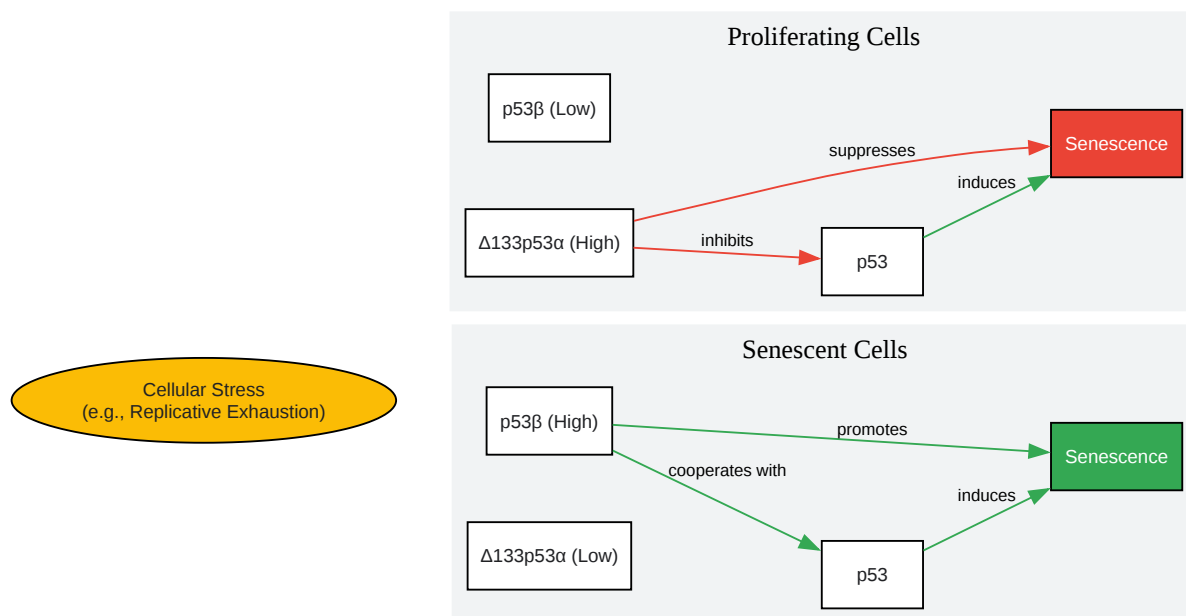 Proliferating Cells
p53β (Low)
suppresses
Senescence
induces
Δ133p53α (High)
inhibits
p53
Cellular Stress
(e.g., Replicative Exhaustion)
Senescent Cells
p53β (High)
promotes
Senescence
cooperates with
induces
Δ133p53α (Low)
p53